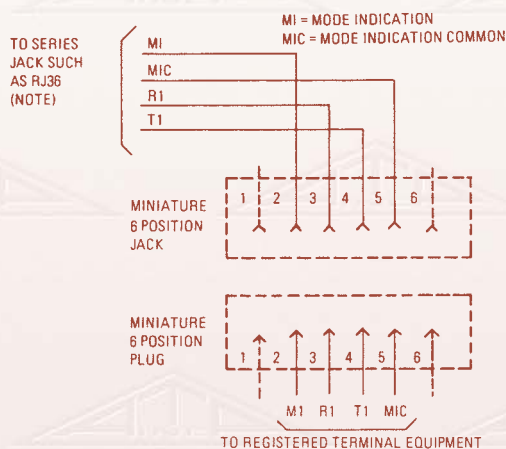 MI = MODE INDICATION
MIC = MODE INDICATION COMMON
TO SERIES
JACK SUCH
AS RJ36
(NOTE)
MI
MIC
R1
T1
MINIATURE
6 POSITION
JACK
1 2 3 4 5 6
MINIATURE
6 POSITION
PLUG
1 2 3 4 5 6
M1 R1 T1 MIC
TO REGISTERED TERMINAL EQUIPMENT